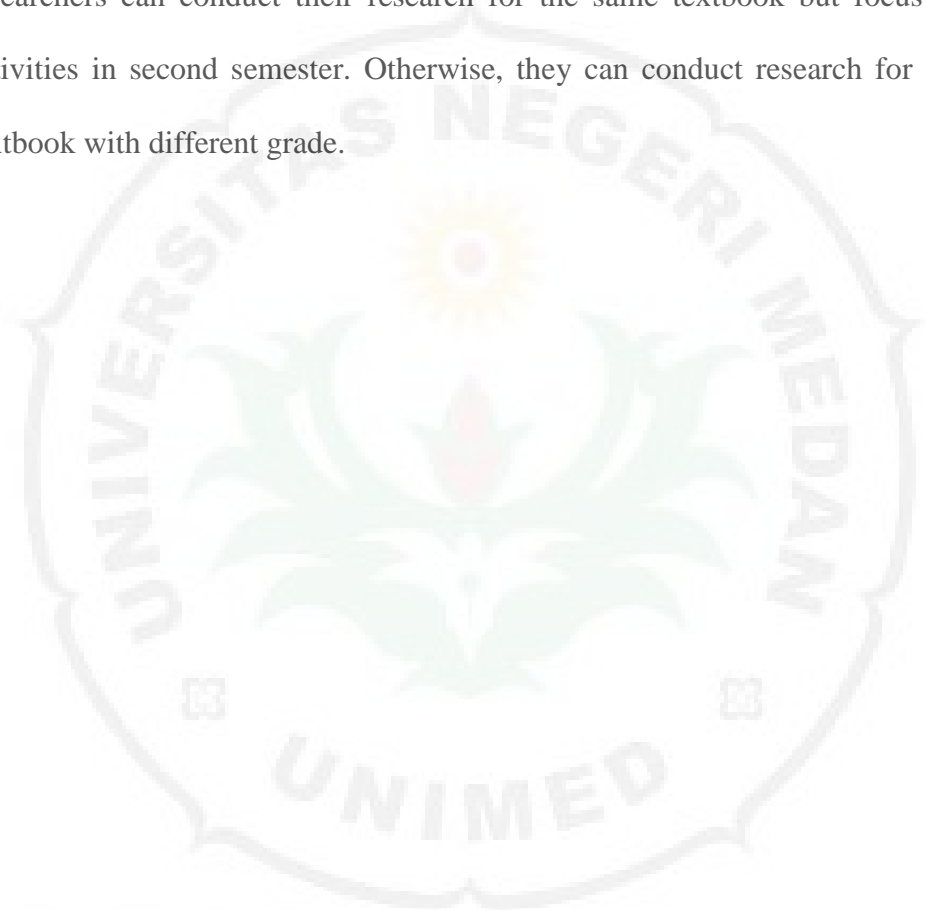 earchers can conduct their research for the same textbook but focus
tivities in second semester. Otherwise, they can conduct research for
tbook with different grade.
UNIVERSITAS NEGERI MEDAN
UNIMED